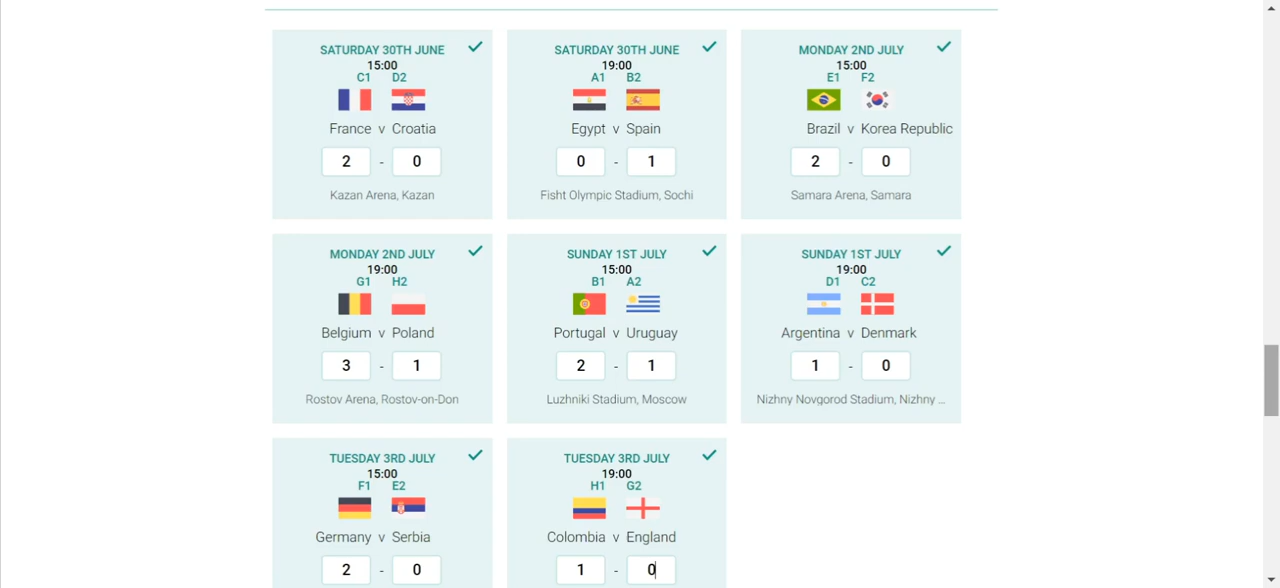 SATURDAY 30TH JUNE
15:00
C1 D2
France v Croatia
2 - 0
Kazan Arena, Kazan
SATURDAY 30TH JUNE
19:00
A1 B2
Egypt v Spain
0 - 1
Fisht Olympic Stadium, Sochi
MONDAY 2ND JULY
15:00
E1 F2
Brazil v Korea Republic
2 - 0
Samara Arena, Samara
MONDAY 2ND JULY
19:00
G1 H2
Belgium v Poland
3 - 1
Rostov Arena, Rostov-on-Don
SUNDAY 1ST JULY
15:00
B1 A2
Portugal v Uruguay
2 - 1
Luzhniki Stadium, Moscow
SUNDAY 1ST JULY
19:00
D1 C2
Argentina v Denmark
1 - 0
Nizhny Novgorod Stadium, Nizhny ...
TUESDAY 3RD JULY
15:00
F1 E2
Germany v Serbia
2 - 0
TUESDAY 3RD JULY
19:00
H1 G2
Colombia v England
1 - 0